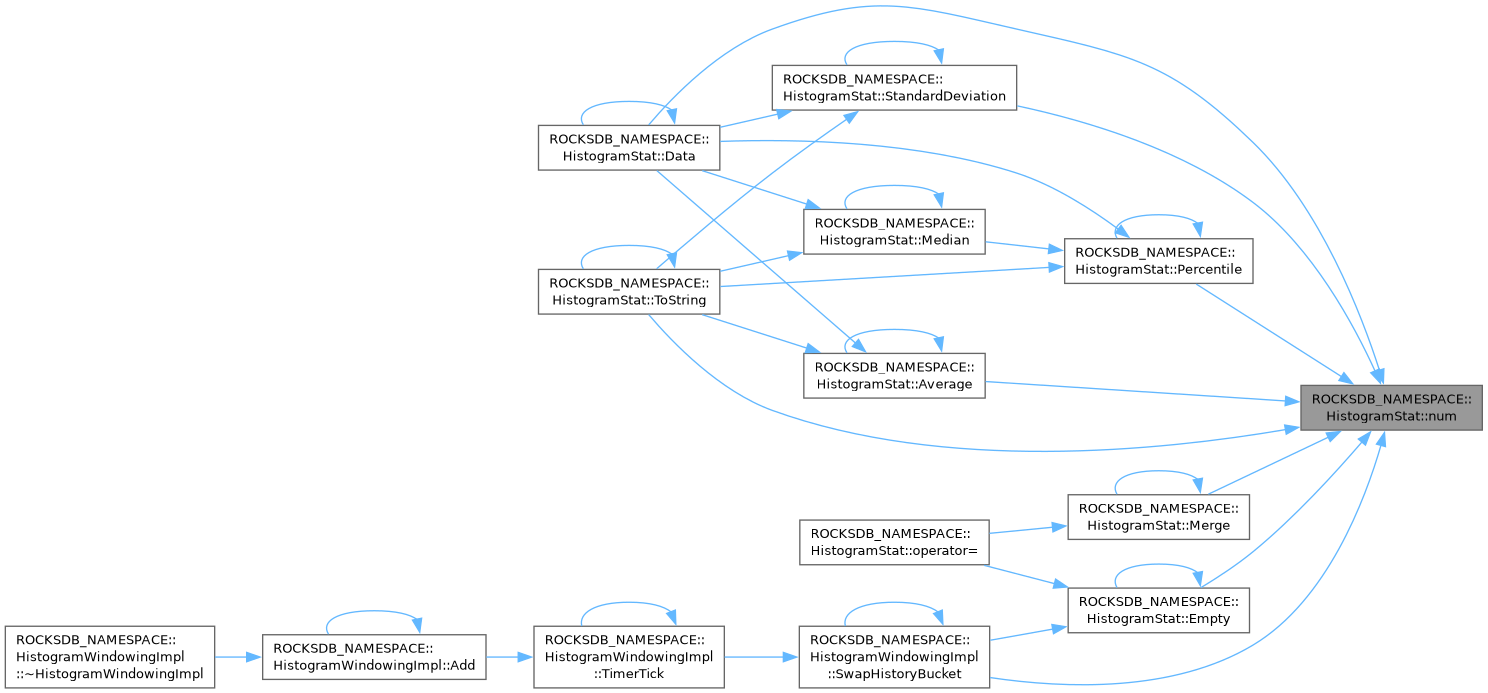 ROCKSDB_NAMESPACE::
HistogramStat::StandardDeviation
ROCKSDB_NAMESPACE::
HistogramStat::Data
ROCKSDB_NAMESPACE::
HistogramStat::Median
ROCKSDB_NAMESPACE::
HistogramStat::Percentile
ROCKSDB_NAMESPACE::
HistogramStat::ToString
ROCKSDB_NAMESPACE::
HistogramStat::Average
ROCKSDB_NAMESPACE::
HistogramStat::num
ROCKSDB_NAMESPACE::
HistogramStat::Merge
ROCKSDB_NAMESPACE::
HistogramStat::operator=
ROCKSDB_NAMESPACE::
HistogramStat::Empty
ROCKSDB_NAMESPACE::
HistogramWindowingImpl
::~HistogramWindowingImpl
ROCKSDB_NAMESPACE::
HistogramWindowingImpl::Add
ROCKSDB_NAMESPACE::
HistogramWindowingImpl
::TimerTick
ROCKSDB_NAMESPACE::
HistogramWindowingImpl
::SwapHistoryBucket